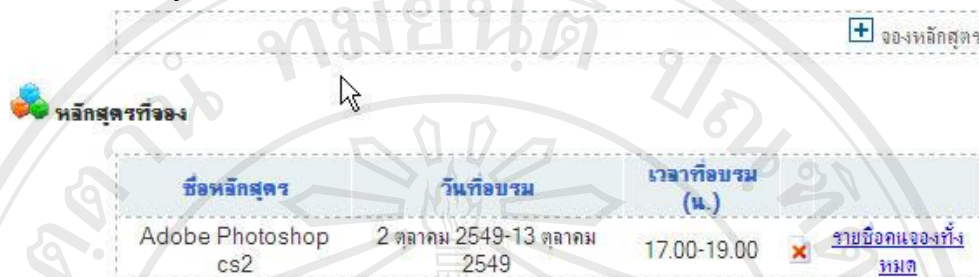 จองหลักสูตร
หลักสูตรที่จอง
ชื่อหลักสูตร วันที่อบรม เวลาที่อบรม (น.)
Adobe Photoshop cs2 2 ตุลาคม 2549-13 ตุลาคม 2549 17.00-19.00 รายชื่อคนจองทั้งหมด